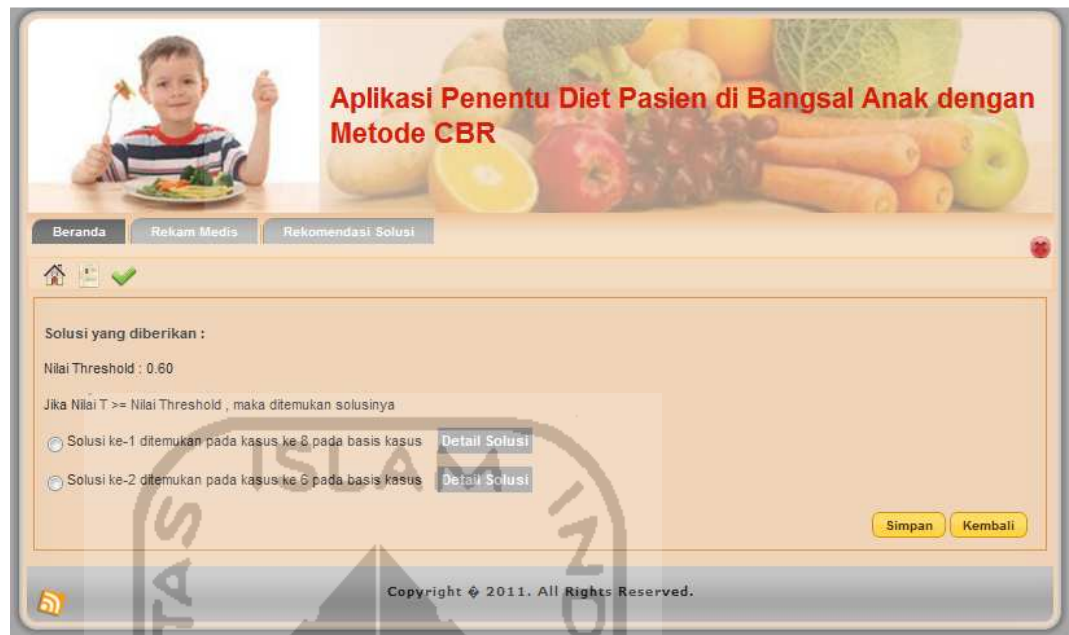 Aplikasi Penentu Diet Pasien di Bangsal Anak dengan
Metode CBR
Beranda Rekam Medis Rekomendasi Solusi
Solusi yang diberikan :
Nilai Threshold : 0.60
Jika Nilai T >= Nilai Threshold , maka ditemukan solusinya
Solusi ke-1 ditemukan pada kasus ke 8 pada basis kasus Detail Solusi
Solusi ke-2 ditemukan pada kasus ke 6 pada basis kasus Detail Solusi
Simpan Kembali
Copyright � 2011. All Rights Reserved.
ISLAM